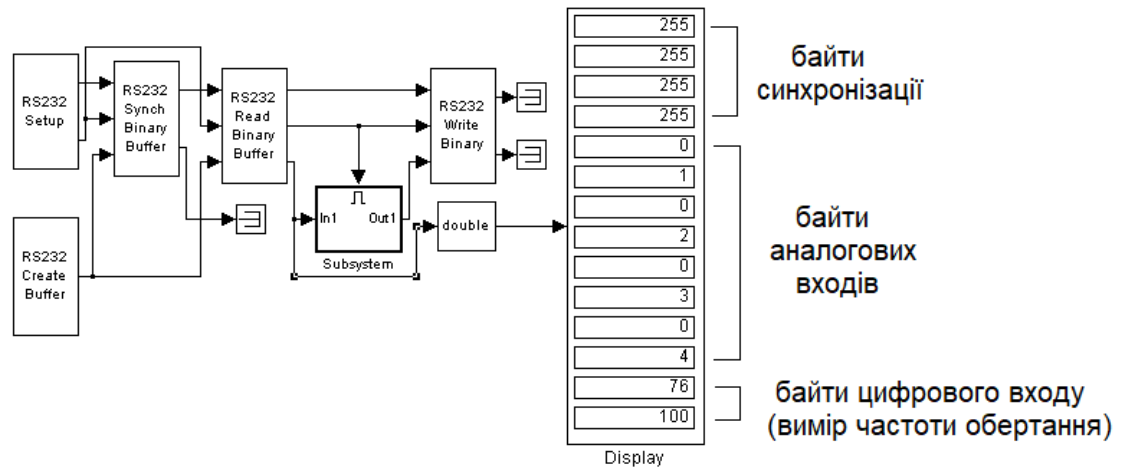 RS232
Setup
RS232
Synch
Binary
Buffer
RS232
Read
Binary
Buffer
RS232
Write
Binary
RS232
Create
Buffer
In1
Out1
Subsystem
double
255
255
255
255
0
1
0
2
0
3
0
4
76
100
Display
байти
синхронізації
байти
аналогових
входів
байти цифрового входу
(вимір частоти обертання)